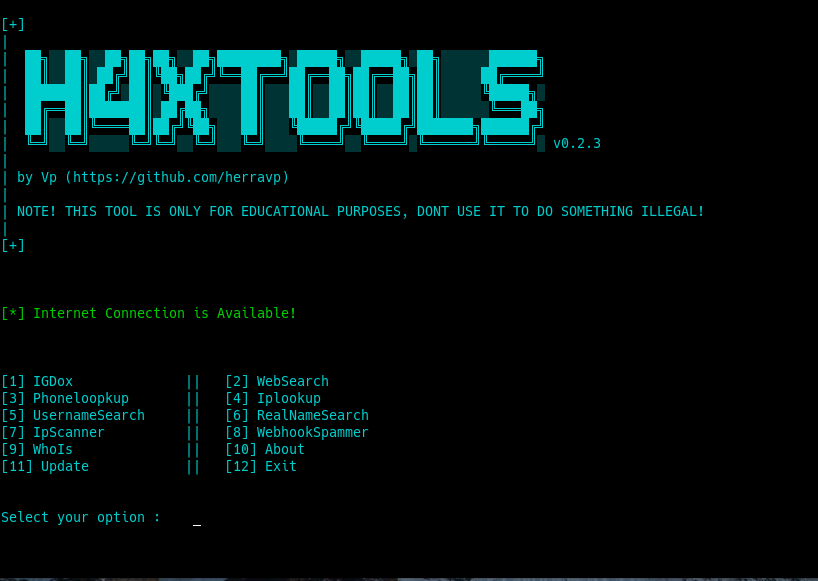 [+]
H4XTOOLS v0.2.3
by Vp (https://github.com/herravp)
NOTE! THIS TOOL IS ONLY FOR EDUCATIONAL PURPOSES, DONT USE IT TO DO SOMETHING ILLEGAL!
[+]
[*] Internet Connection is Available!
[1] IGDox || [2] WebSearch
[3] Phoneloopkup || [4] Iplookup
[5] UsernameSearch || [6] RealNameSearch
[7] IpScanner || [8] WebhookSpammer
[9] WhoIs || [10] About
[11] Update || [12] Exit
Select your option : _